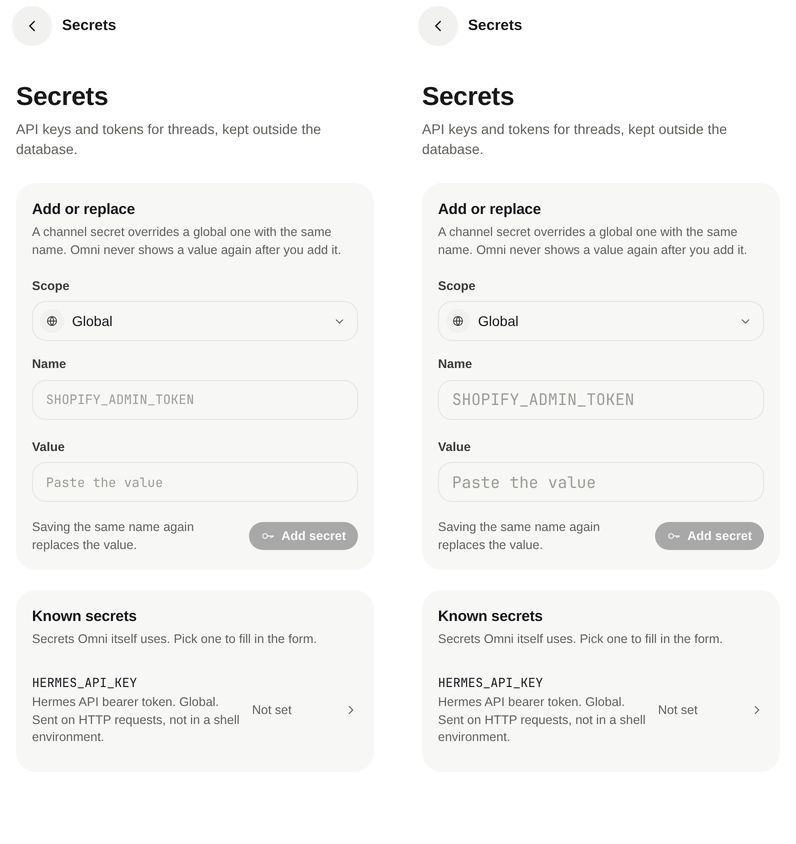 Secrets
Secrets
API keys and tokens for threads, kept outside the
database.
Add or replace
A channel secret overrides a global one with the same
name. Omni never shows a value again after you add it.
Scope
Global
Name
SHOPIFY_ADMIN_TOKEN
Value
Paste the value
Saving the same name again
replaces the value.
Add secret
Known secrets
Secrets Omni itself uses. Pick one to fill in the form.
HERMES_API_KEY
Hermes API bearer token. Global.
Sent on HTTP requests, not in a shell
environment.
Not set
Secrets
Secrets
API keys and tokens for threads, kept outside the
database.
Add or replace
A channel secret overrides a global one with the same
name. Omni never shows a value again after you add it.
Scope
Global
Name
SHOPIFY_ADMIN_TOKEN
Value
Paste the value
Saving the same name again
replaces the value.
Add secret
Known secrets
Secrets Omni itself uses. Pick one to fill in the form.
HERMES_API_KEY
Hermes API bearer token. Global.
Sent on HTTP requests, not in a shell
environment.
Not set